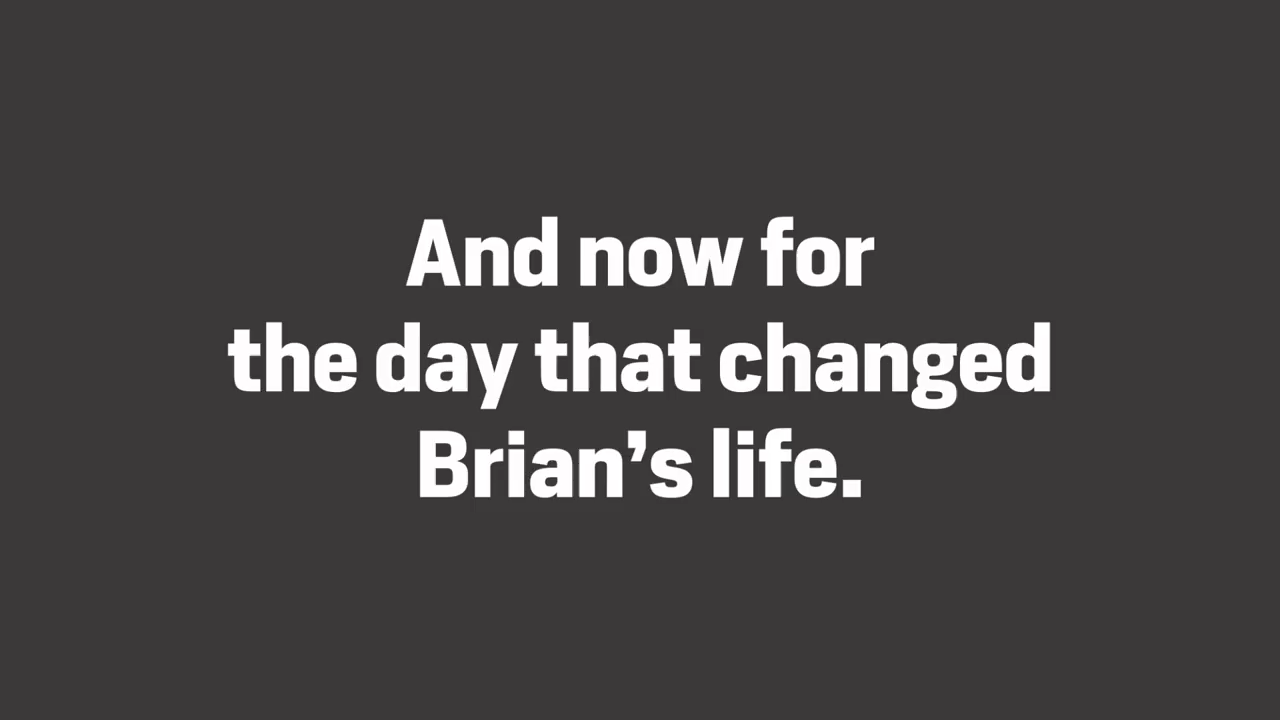 And now for
the day that changed
Brian’s life.